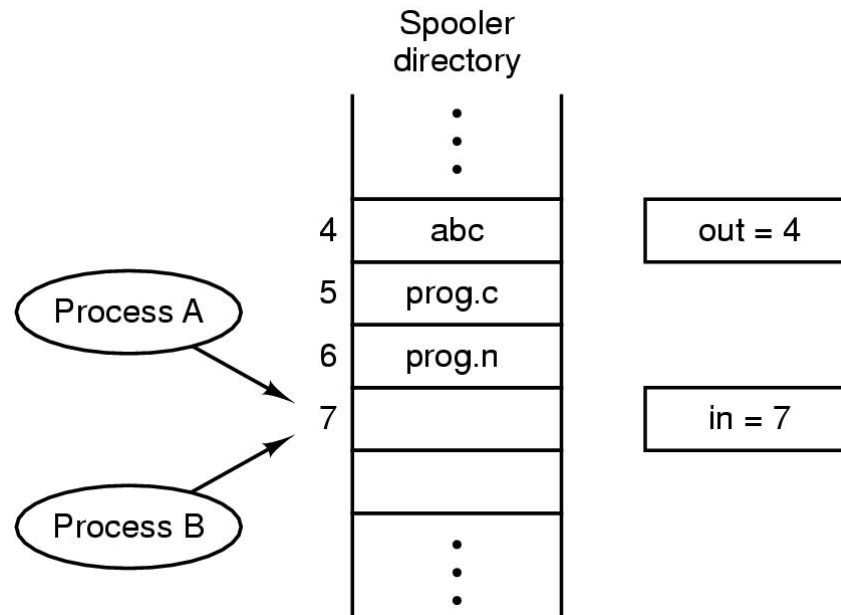 Spooler
directory
4 abc out = 4
Process A
5 prog.c
6 prog.n
7 in = 7
Process B